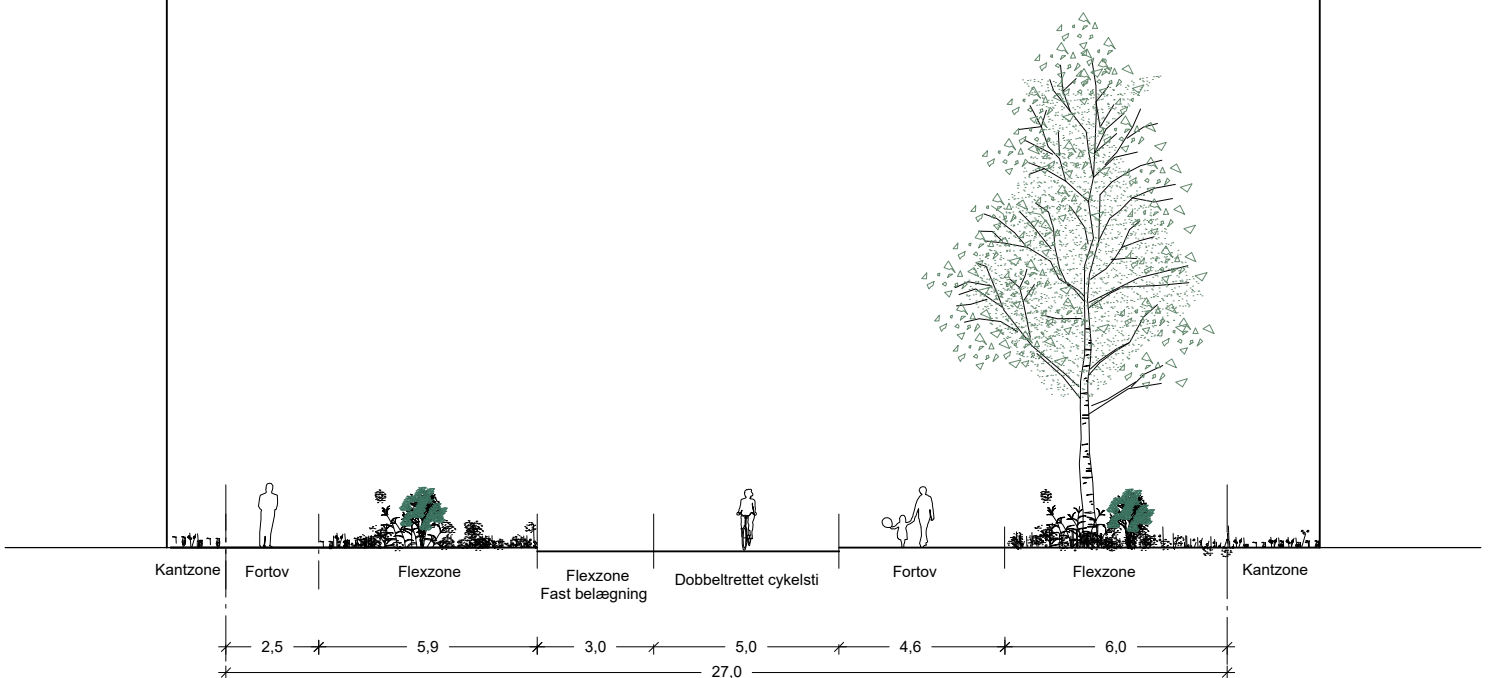 Kantzone
Fortov
Flexzone
Flexzone
Fast belægning
Dobbeltrettet cykelsti
Fortov
Flexzone
Kantzone
2,5
5,9
3,0
5,0
4,6
6,0
27,0